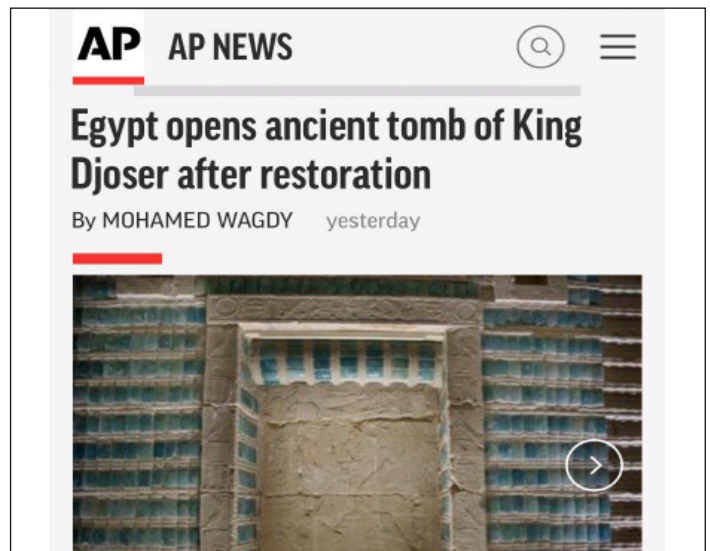 AP AP NEWS
Egypt opens ancient tomb of King
Djoser after restoration
By MOHAMED WAGDY yesterday